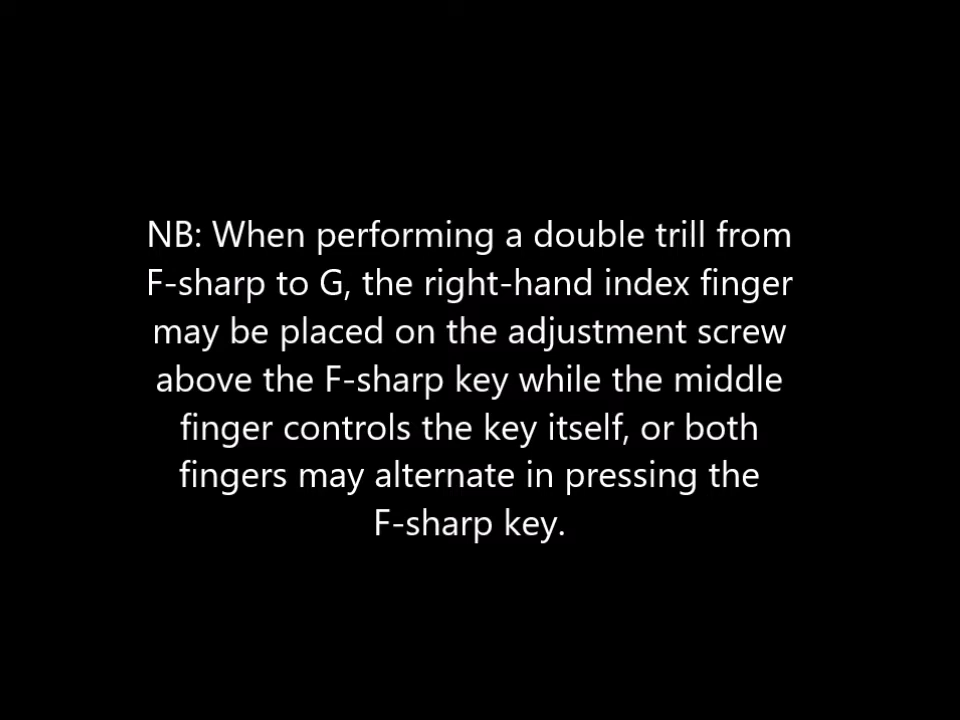 NB: When performing a double trill from
F-sharp to G, the right-hand index finger
may be placed on the adjustment screw
above the F-sharp key while the middle
finger controls the key itself, or both
fingers may alternate in pressing the
F-sharp key.